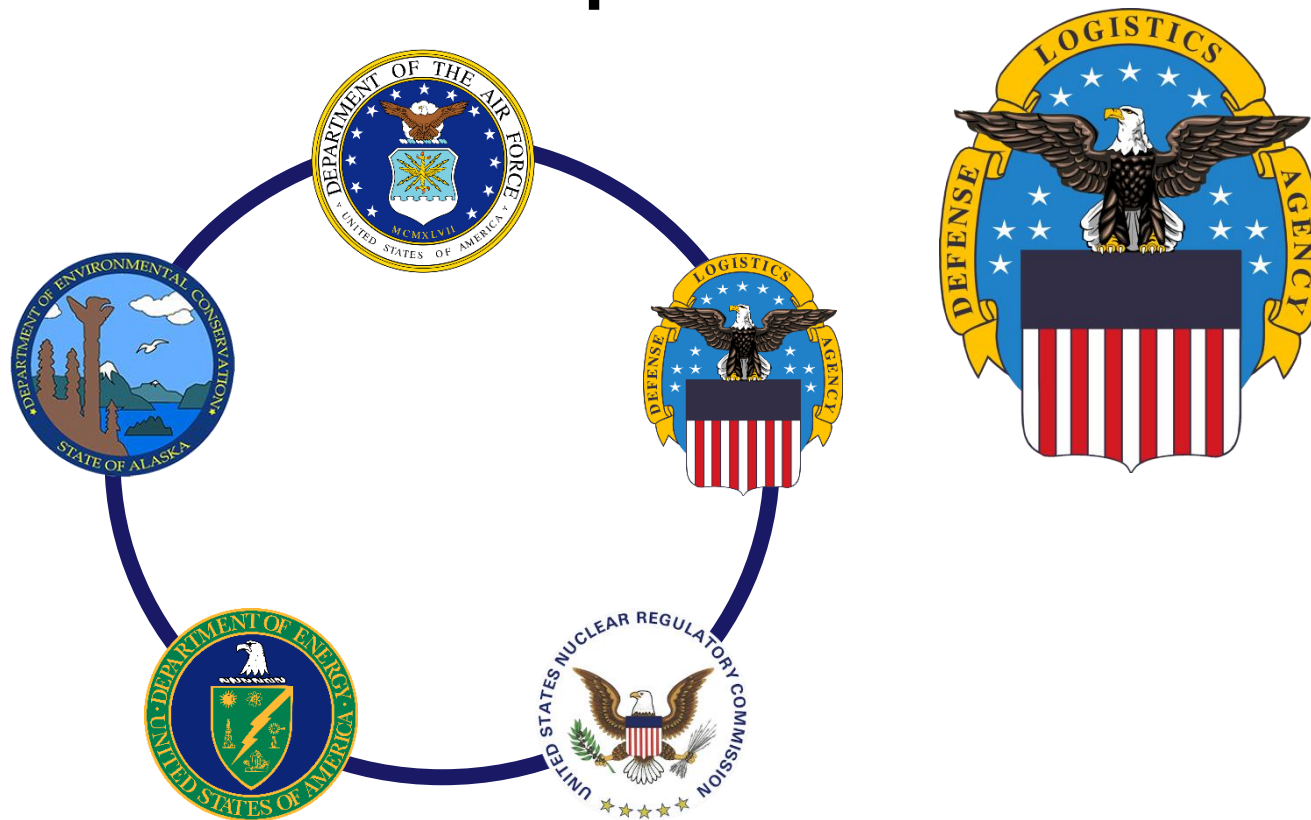 DEPARTMENT OF THE AIR FORCE
MCMXLVII
UNITED STATES OF AMERICA
DEFENSE LOGISTICS AGENCY
DEFENSE LOGISTICS AGENCY
DEPARTMENT OF ENVIRONMENTAL CONSERVATION
STATE OF ALASKA
DEPARTMENT OF ENERGY
UNITED STATES OF AMERICA
UNITED STATES NUCLEAR REGULATORY COMMISSION